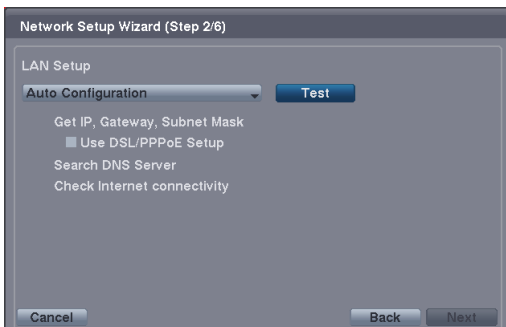 Network Setup Wizard (Step 2/6)
LAN Setup
Auto Configuration Test
Get IP, Gateway, Subnet Mask
Use DSL/PPPoE Setup
Search DNS Server
Check Internet connectivity
Cancel Back Next